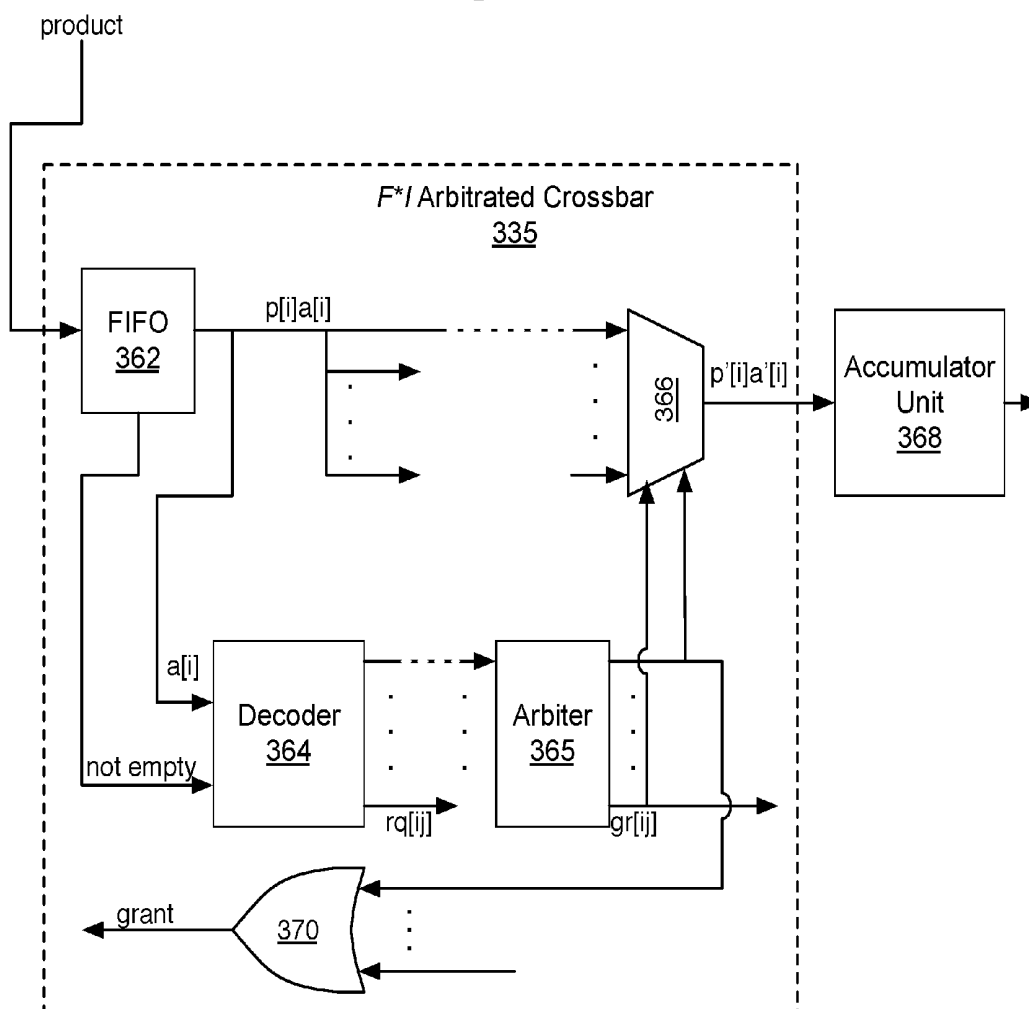 product
F*I Arbitrated Crossbar
335
FIFO
362
p[i]a[i]
366
p'[i]a'[i]
Accumulator
Unit
368
a[i]
Decoder
364
not empty
rq[ij]
Arbiter
365
gr[ij]
grant
370